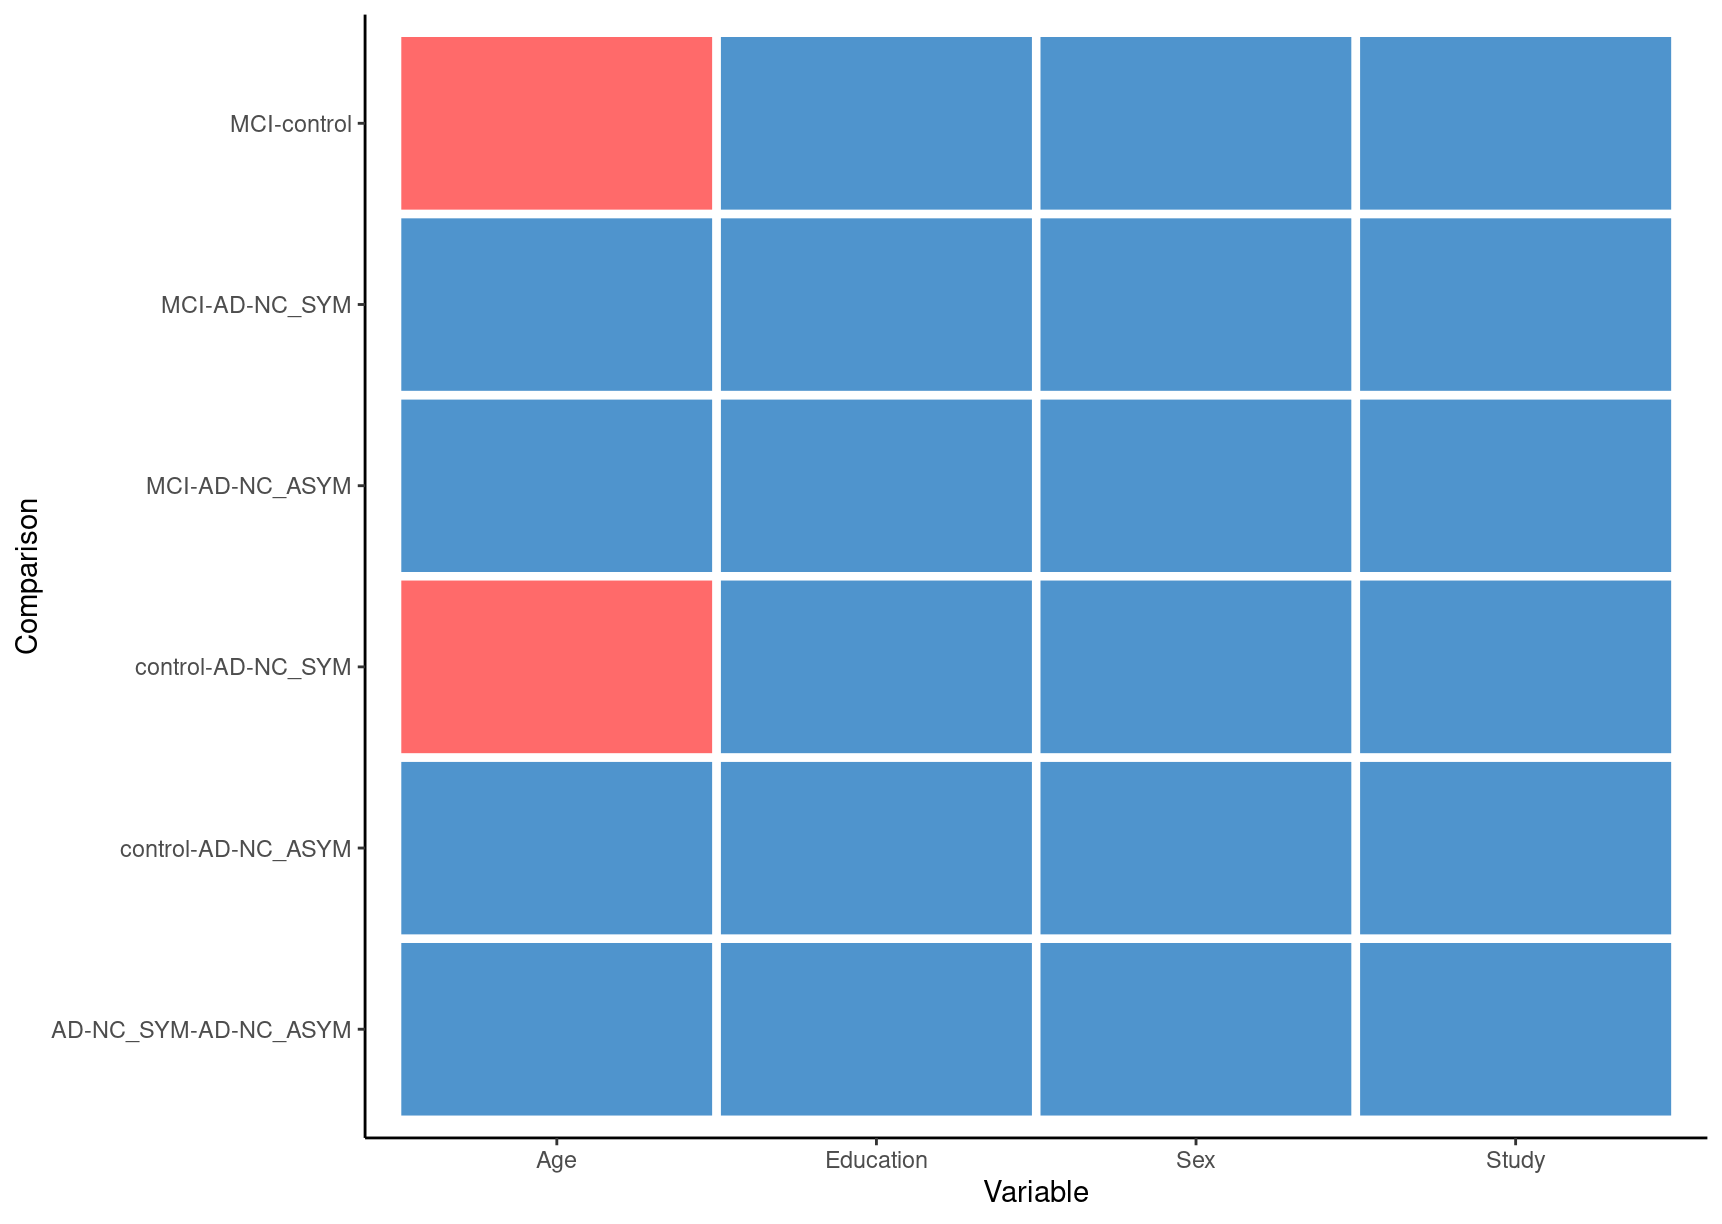 Comparison
MCI-control
MCI-AD-NC_SYM
MCI-AD-NC_ASYM
control-AD-NC_SYM
control-AD-NC_ASYM
AD-NC_SYM-AD-NC_ASYM
Age Education Sex Study
Variable